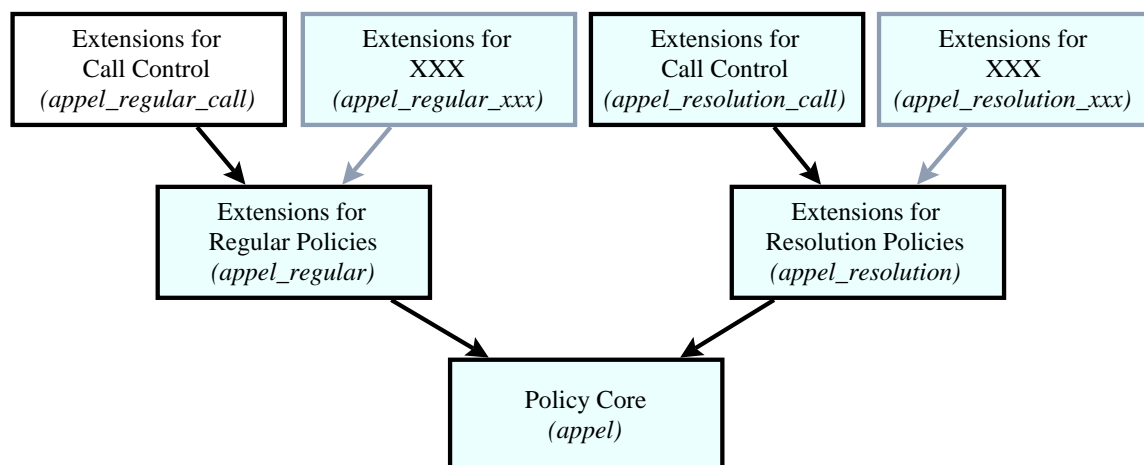 Extensions for
Call Control
(appel_regular_call)
Extensions for
XXX
(appel_regular_xxx)
Extensions for
Call Control
(appel_resolution_call)
Extensions for
XXX
(appel_resolution_xxx)
Extensions for
Regular Policies
(appel_regular)
Extensions for
Resolution Policies
(appel_resolution)
Policy Core
(appel)